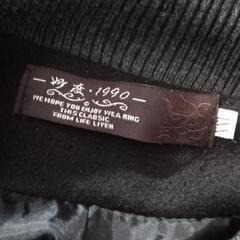 ·1990
WE HOPE YOU ENJOY WEA RING
THIS CLASSIC
FROM LIFE LIYEN